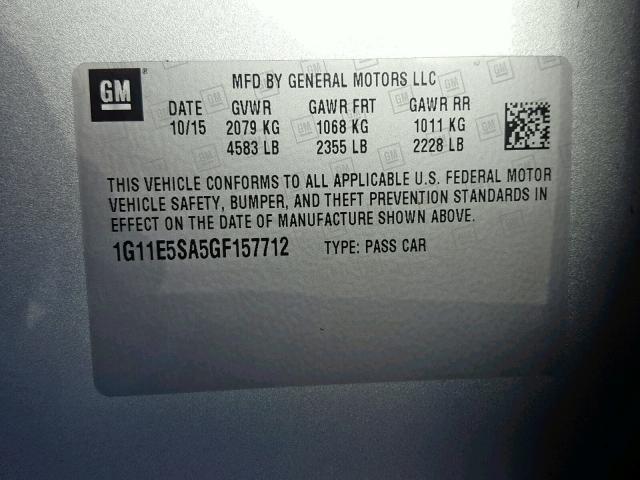 GM ® MFD BY GENERAL MOTORS LLC
DATE GVWR GAWR FRT GAWR RR
10/15 2079 KG 1068 KG 1011 KG
4583 LB 2355 LB 2228 LB
THIS VEHICLE CONFORMS TO ALL APPLICABLE U.S. FEDERAL MOTOR
VEHICLE SAFETY, BUMPER, AND THEFT PREVENTION STANDARDS IN
EFFECT ON THE DATE OF MANUFACTURE SHOWN ABOVE.
1G11E5SA5GF157712 TYPE: PASS CAR